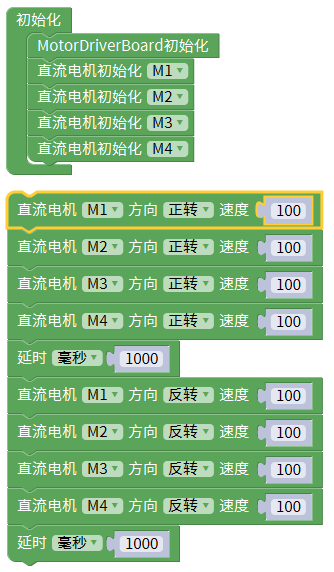 初始化
MotorDriverBoard初始化
直流电机初始化 M1
直流电机初始化 M2
直流电机初始化 M3
直流电机初始化 M4
直流电机 M1 方向 正转 速度 100
直流电机 M2 方向 正转 速度 100
直流电机 M3 方向 正转 速度 100
直流电机 M4 方向 正转 速度 100
延时 毫秒 1000
直流电机 M1 方向 反转 速度 100
直流电机 M2 方向 反转 速度 100
直流电机 M3 方向 反转 速度 100
直流电机 M4 方向 反转 速度 100
延时 毫秒 1000